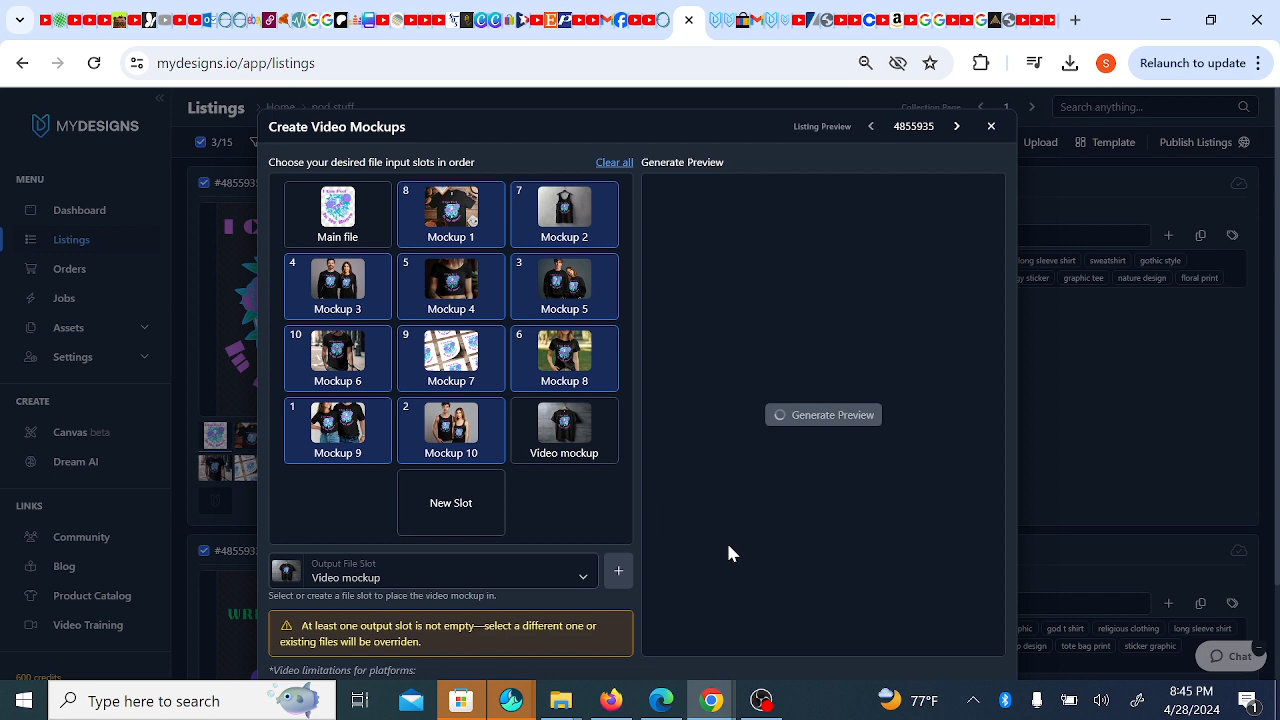 mydesigns.io/app/listings
Relaunch to update
S
MYDESIGNS
Listings > Home > pod stuff
Collection Page
1
Search anything...
3/15
Upload
Template
Publish Listings
MENU
Dashboard
Listings
Orders
Jobs
Assets
Settings
CREATE
Canvas beta
Dream AI
LINKS
Community
Blog
Product Catalog
Video Training
600 credits
Create Video Mockups
Listing Preview
4855935
Choose your desired file input slots in order
Clear all
Generate Preview
Main file
8
Mockup 1
7
Mockup 2
4
Mockup 3
5
Mockup 4
3
Mockup 5
10
Mockup 6
9
Mockup 7
6
Mockup 8
1
Mockup 9
2
Mockup 10
Video mockup
New Slot
Output File Slot
Video mockup
Select or create a file slot to place the video mockup in.
At least one output slot is not empty—select a different one or
existing files will be overriden.
*Video limitations for platforms:
Generate Preview
#4855935
#485593
long sleeve shirt
sweatshirt
gothic style
gy sticker
graphic tee
nature design
floral print
phic
god t shirt
religious clothing
long sleeve shirt
p design
tote bag print
sticker graphic
Chat
Type here to search
77°F
8:45 PM
4/28/2024